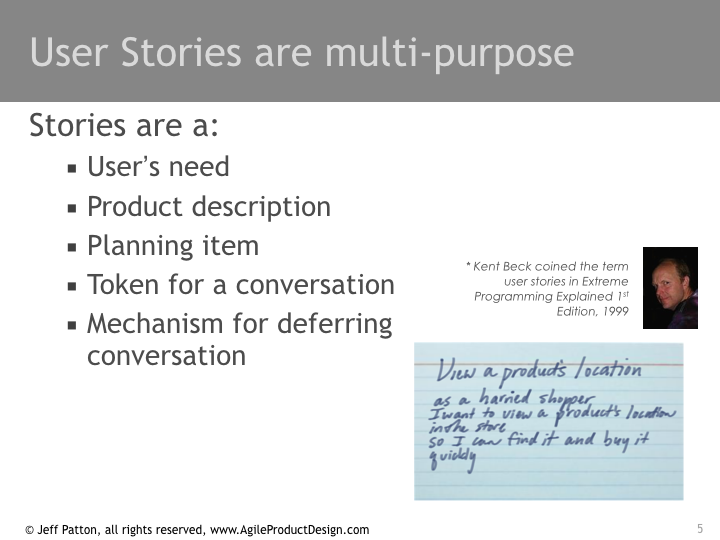 User Stories are multi-purpose
Stories are a:
▪ User's need
▪ Product description
▪ Planning item
▪ Token for a conversation
▪ Mechanism for deferring
conversation
* Kent Beck coined the term
user stories in Extreme
Programming Explained 1st
Edition, 1999
View a product's location
as a harried shopper
I want to view a product's location
in the store
so I can find it and buy it
quickly
© Jeff Patton, all rights reserved, www.AgileProductDesign.com
5